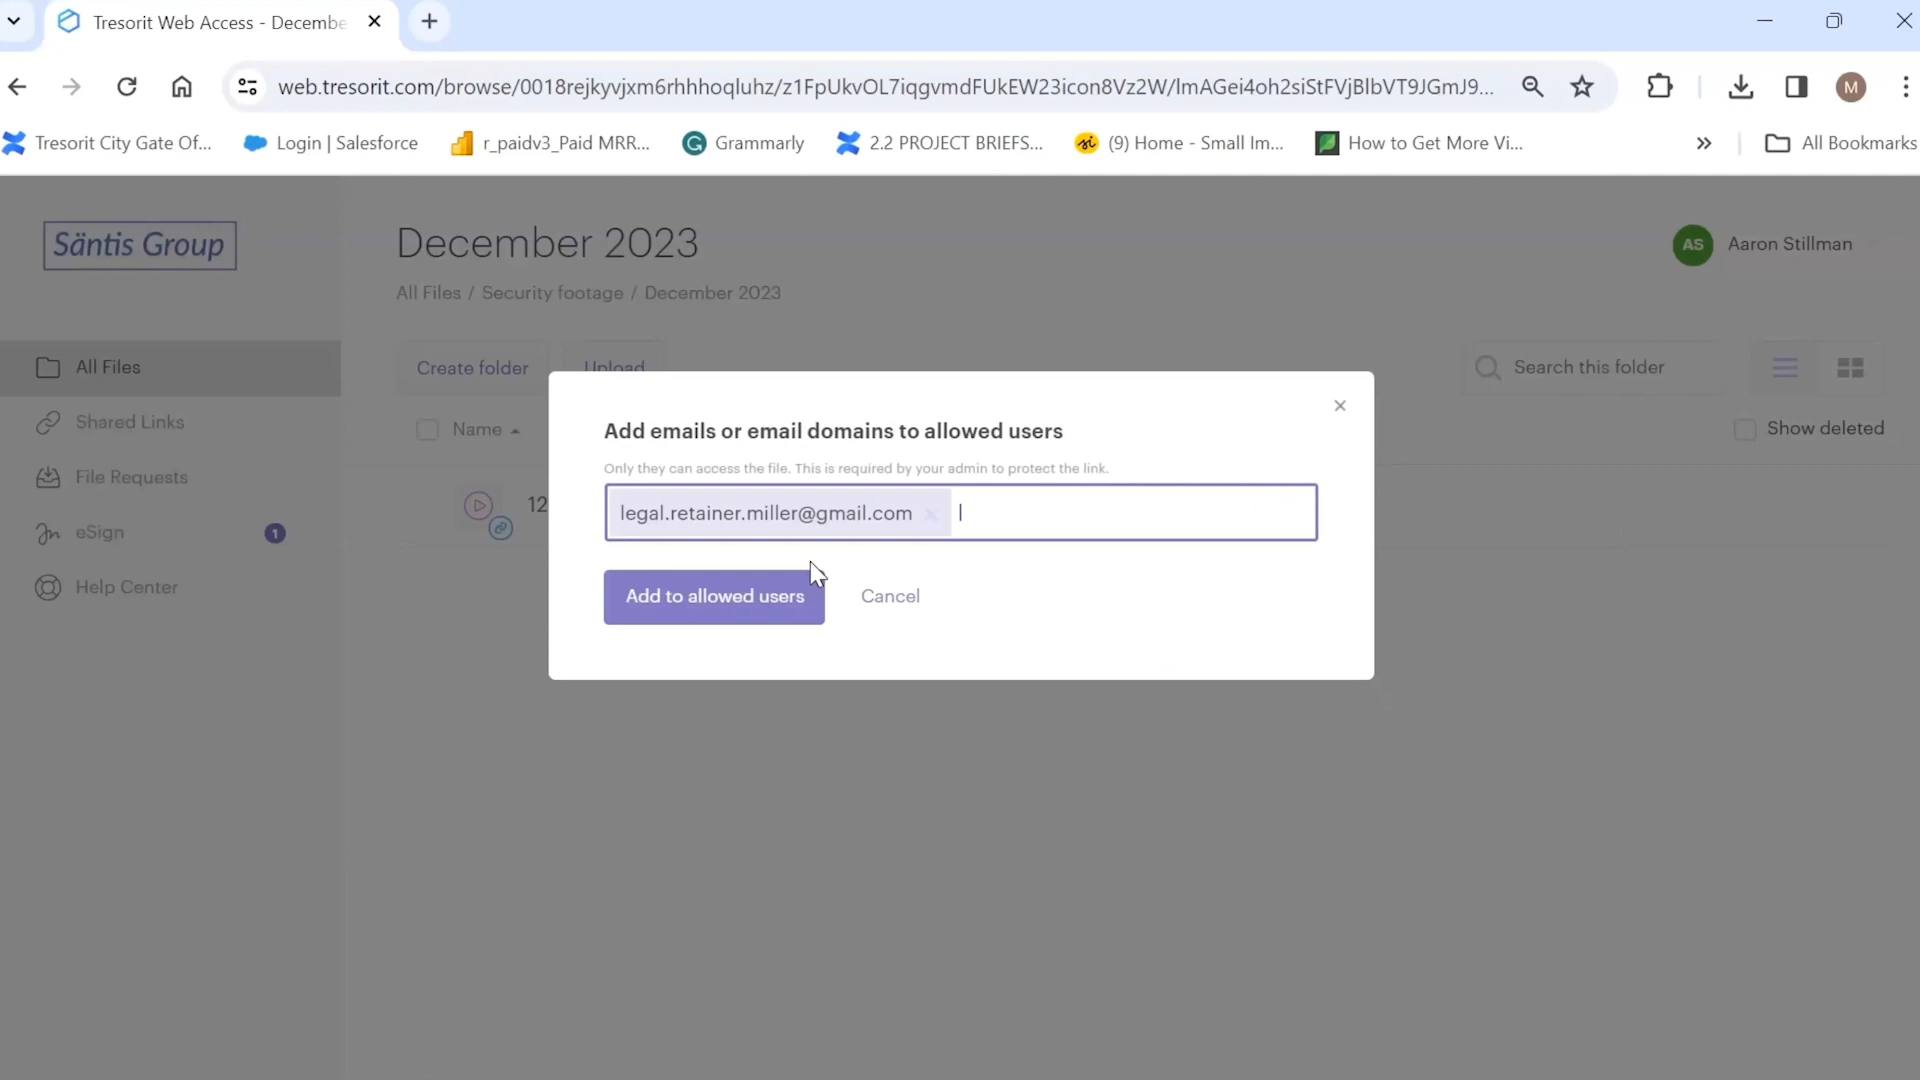 Tresorit Web Access - Decembe
web.tresorit.com/browse/0018rejkyvjxm6rhhhoqluhz/z1FpUkvOL7iqgvmdFUkEW23icon8Vz2W/lmAGei4oh2siStFVjBlbVT9JGmJ9...
M
Tresorit City Gate Of... Login | Salesforce r_paidv3_Paid MRR... Grammarly 2.2 PROJECT BRIEFS... (9) Home - Small Im... How to Get More Vi... » All Bookmarks
Säntis Group
December 2023
AS Aaron Stillman
All Files / Security footage / December 2023
All Files
Shared Links
File Requests
eSign 1
Help Center
Create folder Upload Search this folder
Name Show deleted
12
Add emails or email domains to allowed users
Only they can access the file. This is required by your admin to protect the link.
legal.retainer.miller@gmail.com
Add to allowed users Cancel